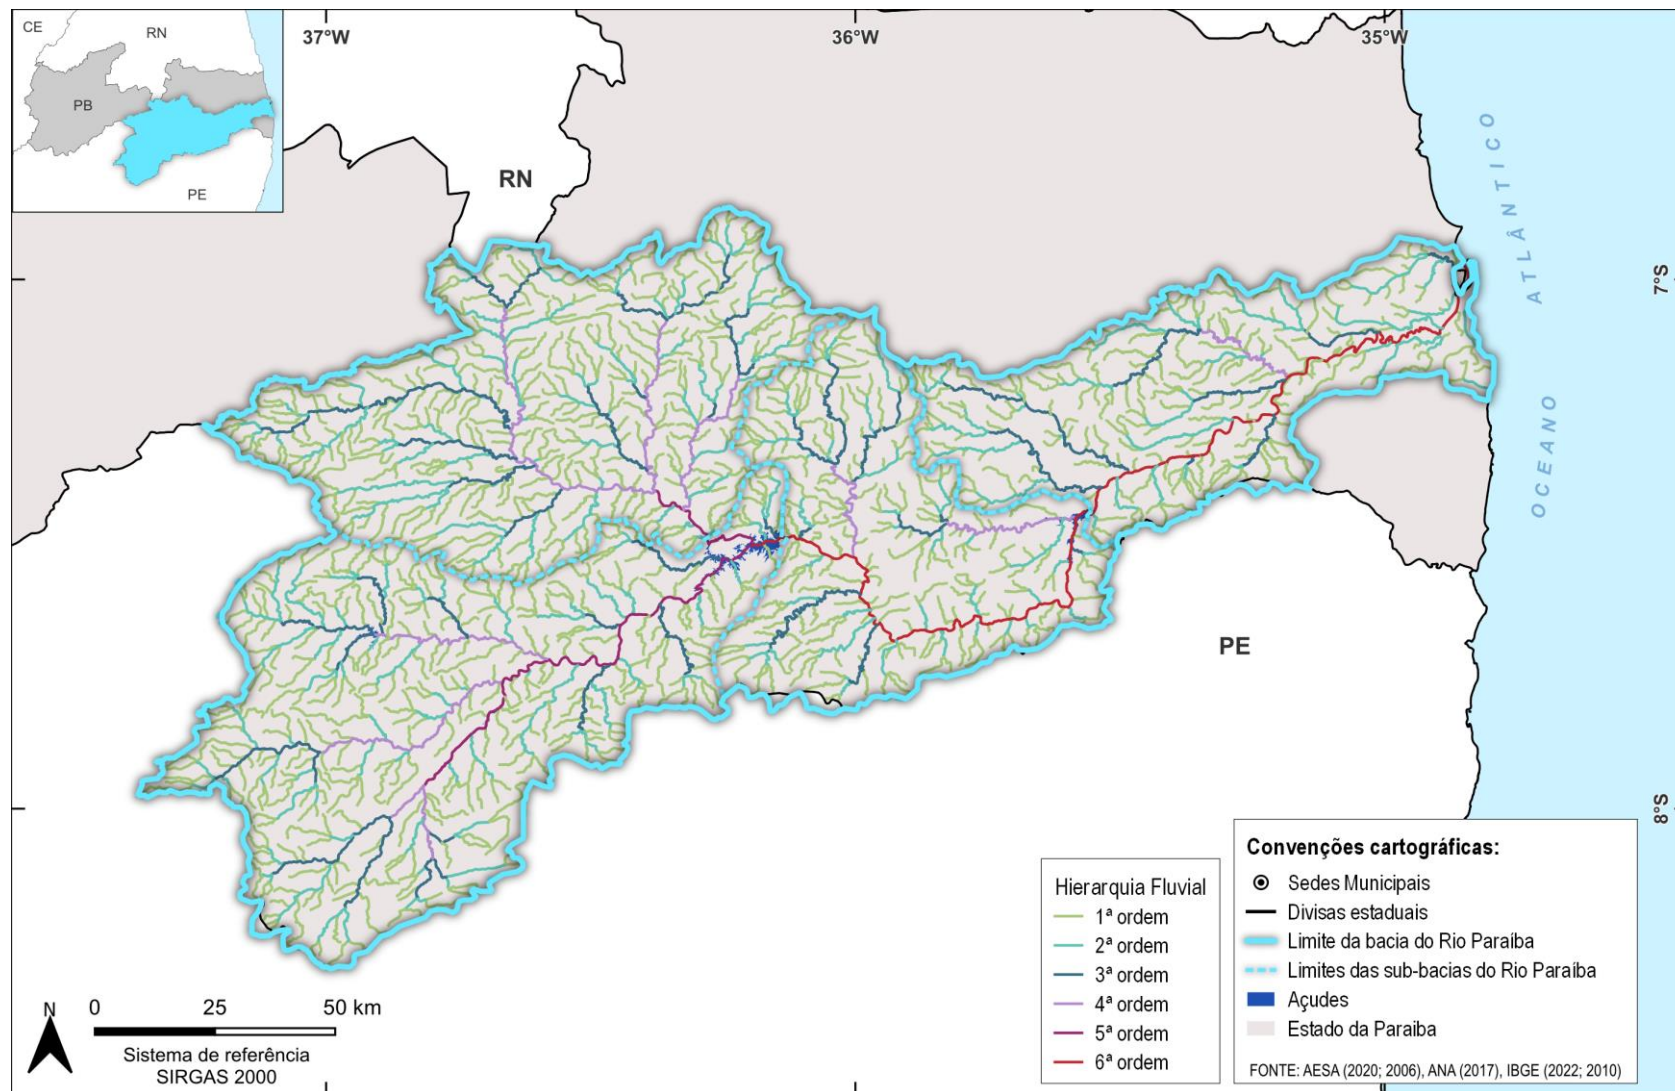 CE
RN
PB
PE
37°W
36°W
35°W
RN
ATLÂNTICO
7°S
OCEANO
PE
8°S
Hierarquia Fluvial
1ª ordem
2ª ordem
3ª ordem
4ª ordem
5ª ordem
6ª ordem
Convenções cartográficas:
Sedes Municipais
Divisas estaduais
Limite da bacia do Rio Paraíba
Limites das sub-bacias do Rio Paraíba
Açudes
Estado da Paraiba
FONTE: AESA (2020; 2006), ANA (2017), IBGE (2022; 2010)
N
0 25 50 km
Sistema de referência
SIRGAS 2000